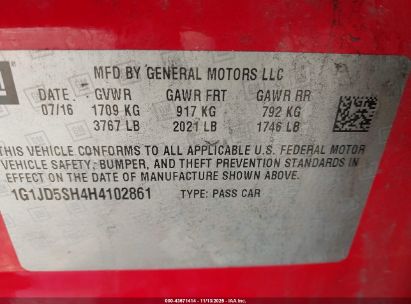 GM
MFD BY GENERAL MOTORS LLC
DATE GVWR GAWR FRT GAWR RR
07/16 1709 KG 917 KG 792 KG
3767 LB 2021 LB 1746 LB
THIS VEHICLE CONFORMS TO ALL APPLICABLE U.S. FEDERAL MOTOR
VEHICLE SAFETY, BUMPER, AND THEFT PREVENTION STANDARDS IN
EFFECT ON THE DATE OF MANUFACTURE SHOWN ABOVE.
1G1JD5SH4H4102861 TYPE: PASS CAR